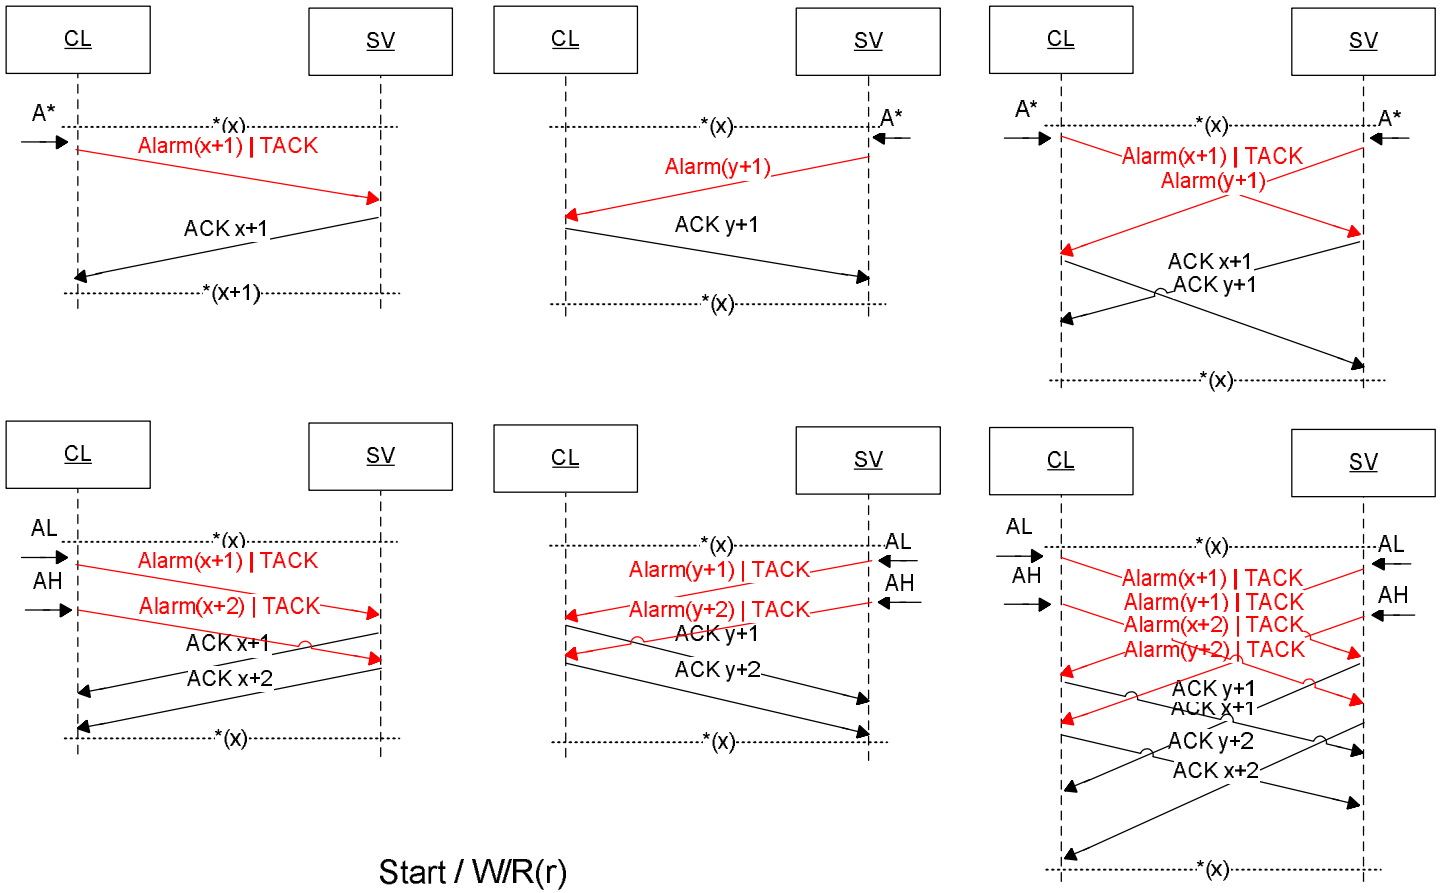 CL
SV
A*
*(x)
Alarm(x+1) | TACK
ACK x+1
*(x+1)
CL
SV
A*
*(x)
Alarm(y+1)
ACK y+1
*(x)
CL
SV
A*
A*
*(x)
Alarm(x+1) | TACK
Alarm(y+1)
ACK x+1
ACK y+1
*(x)
CL
SV
AL
*(x)
Alarm(x+1) | TACK
AH
Alarm(x+2) | TACK
ACK x+1
ACK x+2
*(x)
CL
SV
*(x)
AL
Alarm(y+1) | TACK
AH
Alarm(y+2) | TACK
ACK y+1
ACK y+2
*(x)
CL
SV
AL
*(x)
AL
AH
Alarm(x+1) | TACK
AH
Alarm(y+1) | TACK
Alarm(x+2) | TACK
Alarm(y+2) | TACK
ACK y+1
ACK x+1
ACK y+2
ACK x+2
*(x)
Start / W/R(r)